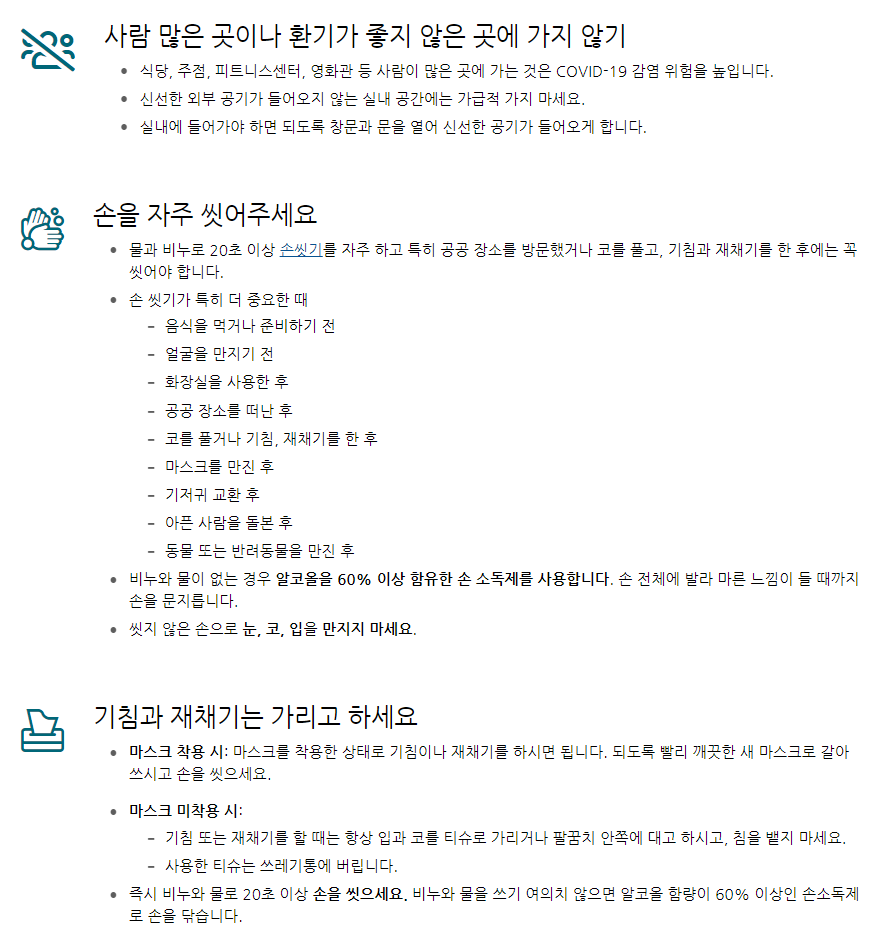 사람 많은 곳이나 환기가 좋지 않은 곳에 가지 않기
• 식당, 주점, 피트니스센터, 영화관 등 사람이 많은 곳에 가는 것은 COVID-19 감염 위험을 높입니다.
• 신선한 외부 공기가 들어오지 않는 실내 공간에는 가급적 가지 마세요.
• 실내에 들어가야 하면 되도록 창문과 문을 열어 신선한 공기가 들어오게 합니다.
손을 자주 씻어주세요
• 물과 비누로 20초 이상 손씻기를 자주 하고 특히 공공 장소를 방문했거나 코를 풀고, 기침과 재채기를 한 후에는 꼭
씻어야 합니다.
• 손 씻기가 특히 더 중요한 때
– 음식을 먹거나 준비하기 전
– 얼굴을 만지기 전
– 화장실을 사용한 후
– 공공 장소를 떠난 후
– 코를 풀거나 기침, 재채기를 한 후
– 마스크를 만진 후
– 기저귀 교환 후
– 아픈 사람을 돌본 후
– 동물 또는 반려동물을 만진 후
• 비누와 물이 없는 경우 알코올을 60% 이상 함유한 손 소독제를 사용합니다. 손 전체에 발라 마른 느낌이 들 때까지
손을 문지릅니다.
• 씻지 않은 손으로 눈, 코, 입을 만지지 마세요.
기침과 재채기는 가리고 하세요
• 마스크 착용 시: 마스크를 착용한 상태로 기침이나 재채기를 하시면 됩니다. 되도록 빨리 깨끗한 새 마스크로 갈아
쓰시고 손을 씻으세요.
• 마스크 미착용 시:
– 기침 또는 재채기를 할 때는 항상 입과 코를 티슈로 가리거나 팔꿈치 안쪽에 대고 하시고, 침을 뱉지 마세요.
– 사용한 티슈는 쓰레기통에 버립니다.
• 즉시 비누와 물로 20초 이상 손을 씻으세요. 비누와 물을 쓰기 여의치 않으면 알코올 함량이 60% 이상인 손소독제
로 손을 닦습니다.